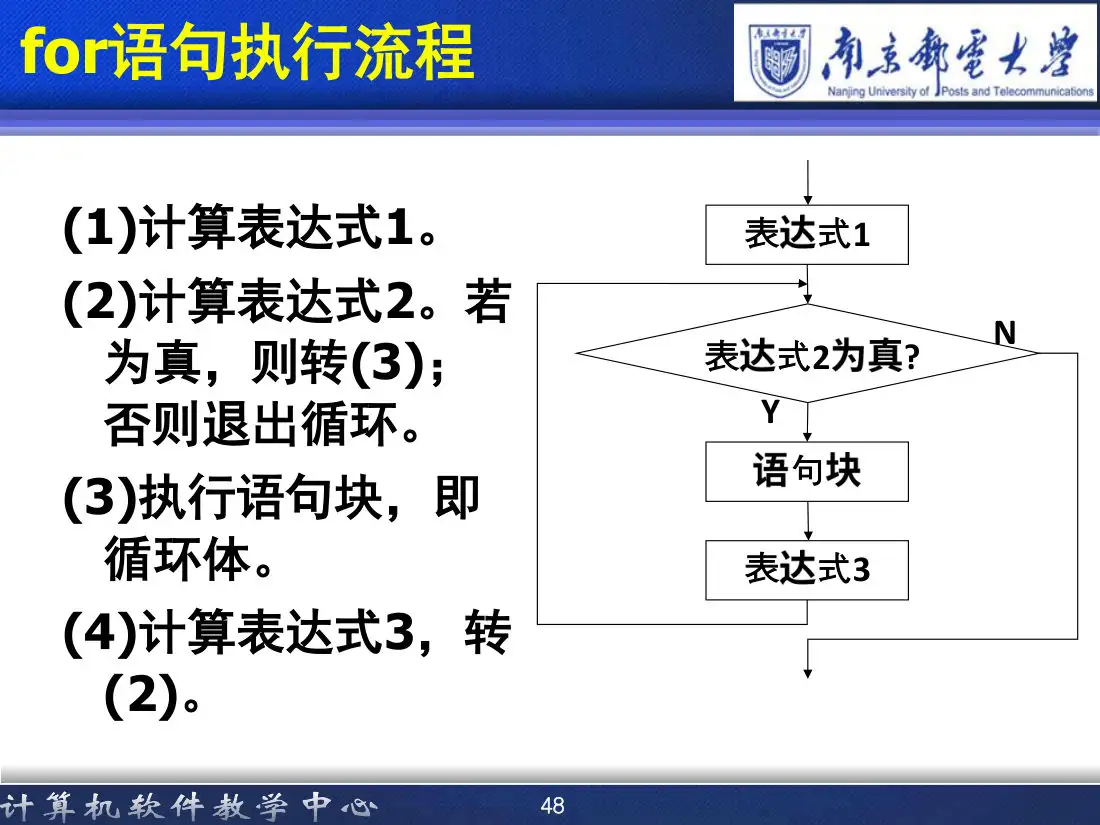 for语句执行流程
南京邮电大学
Nanjing University of Posts and Telecommunications
(1)计算表达式1。
(2)计算表达式2。若
为真，则转(3)；
否则退出循环。
(3)执行语句块，即
循环体。
(4)计算表达式3，转
(2)。
表达式1
表达式2为真?
N
Y
语句块
表达式3
计算机软件教学中心
48